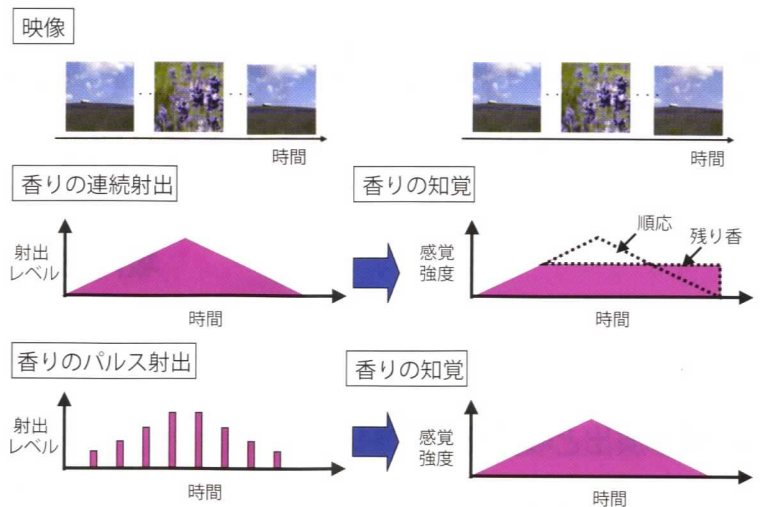 映像
時間
時間
香りの連続射出
香りの知覚
射出
レベル
時間
感覚
強度
順応
残り香
時間
香りのパルス射出
香りの知覚
射出
レベル
時間
感覚
強度
時間